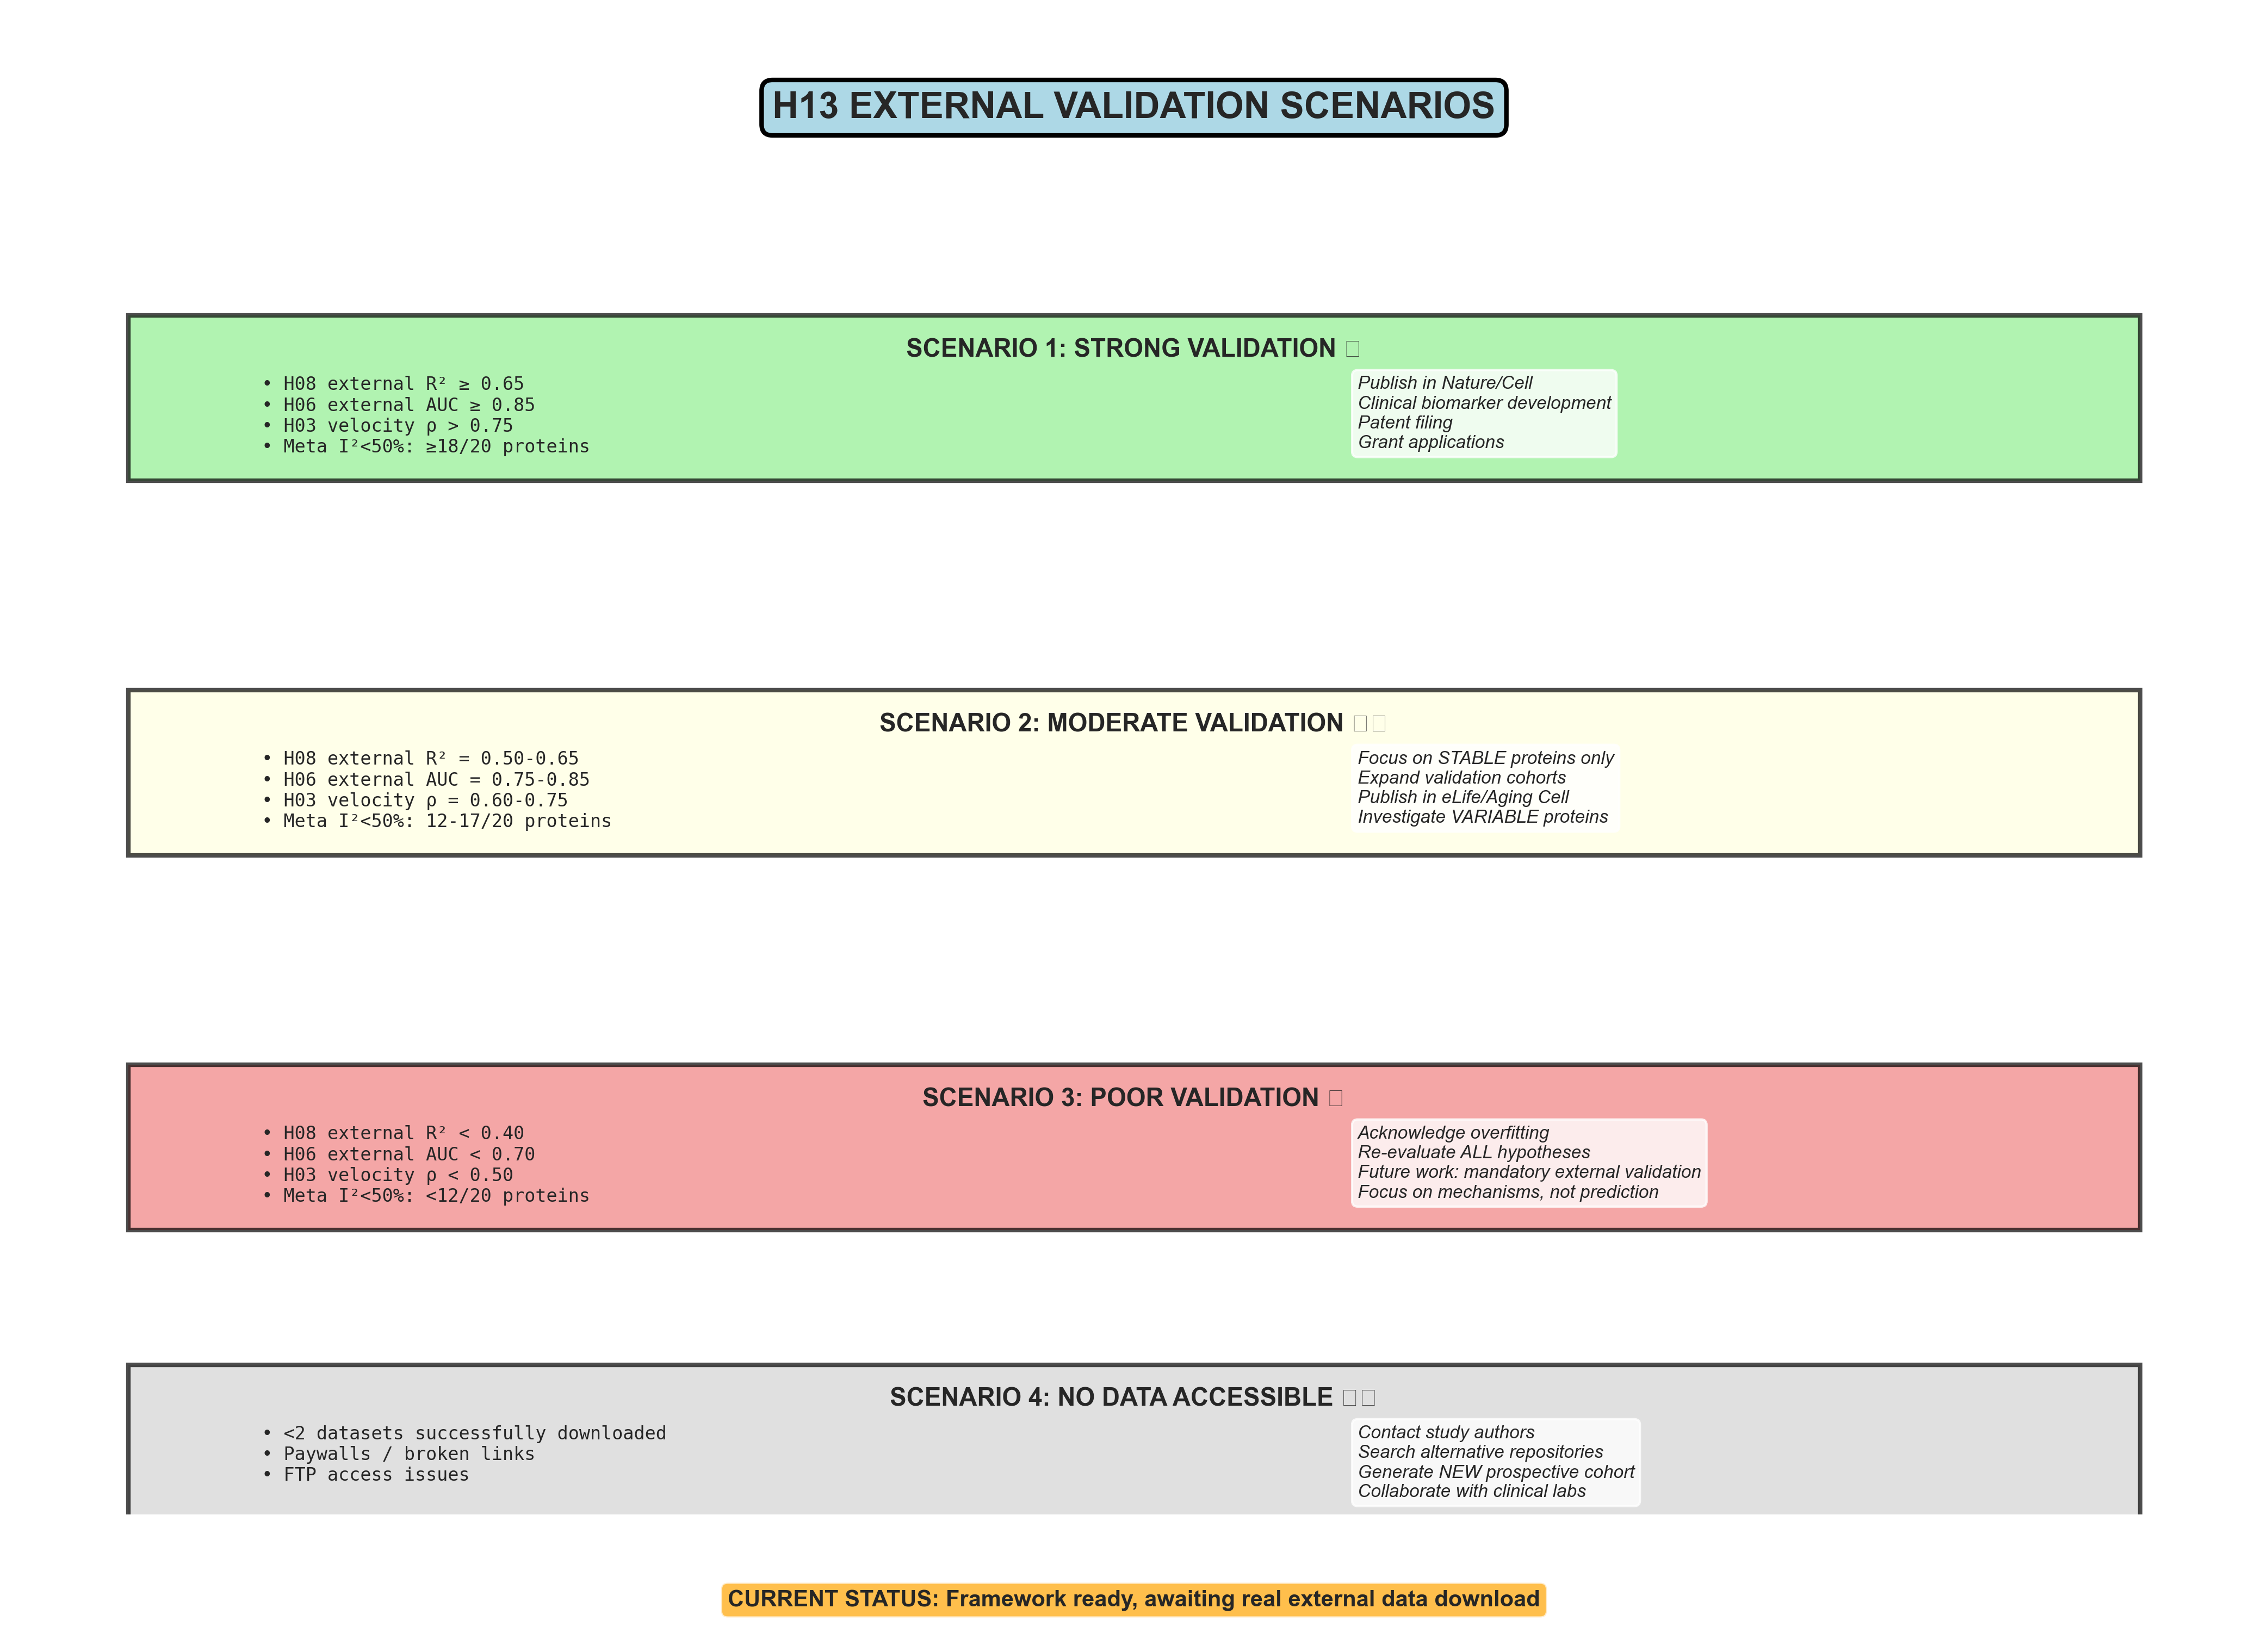 H13 EXTERNAL VALIDATION SCENARIOS
SCENARIO 1: STRONG VALIDATION
• H08 external R² ≥ 0.65
• H06 external AUC ≥ 0.85
• H03 velocity ρ > 0.75
• Meta I²<50%: ≥18/20 proteins
Publish in Nature/Cell
Clinical biomarker development
Patent filing
Grant applications
SCENARIO 2: MODERATE VALIDATION
• H08 external R² = 0.50-0.65
• H06 external AUC = 0.75-0.85
• H03 velocity ρ = 0.60-0.75
• Meta I²<50%: 12-17/20 proteins
Focus on STABLE proteins only
Expand validation cohorts
Publish in eLife/Aging Cell
Investigate VARIABLE proteins
SCENARIO 3: POOR VALIDATION
• H08 external R² < 0.40
• H06 external AUC < 0.70
• H03 velocity ρ < 0.50
• Meta I²<50%: <12/20 proteins
Acknowledge overfitting
Re-evaluate ALL hypotheses
Future work: mandatory external validation
Focus on mechanisms, not prediction
SCENARIO 4: NO DATA ACCESSIBLE
• <2 datasets successfully downloaded
• Paywalls / broken links
• FTP access issues
Contact study authors
Search alternative repositories
Generate NEW prospective cohort
Collaborate with clinical labs
CURRENT STATUS: Framework ready, awaiting real external data download